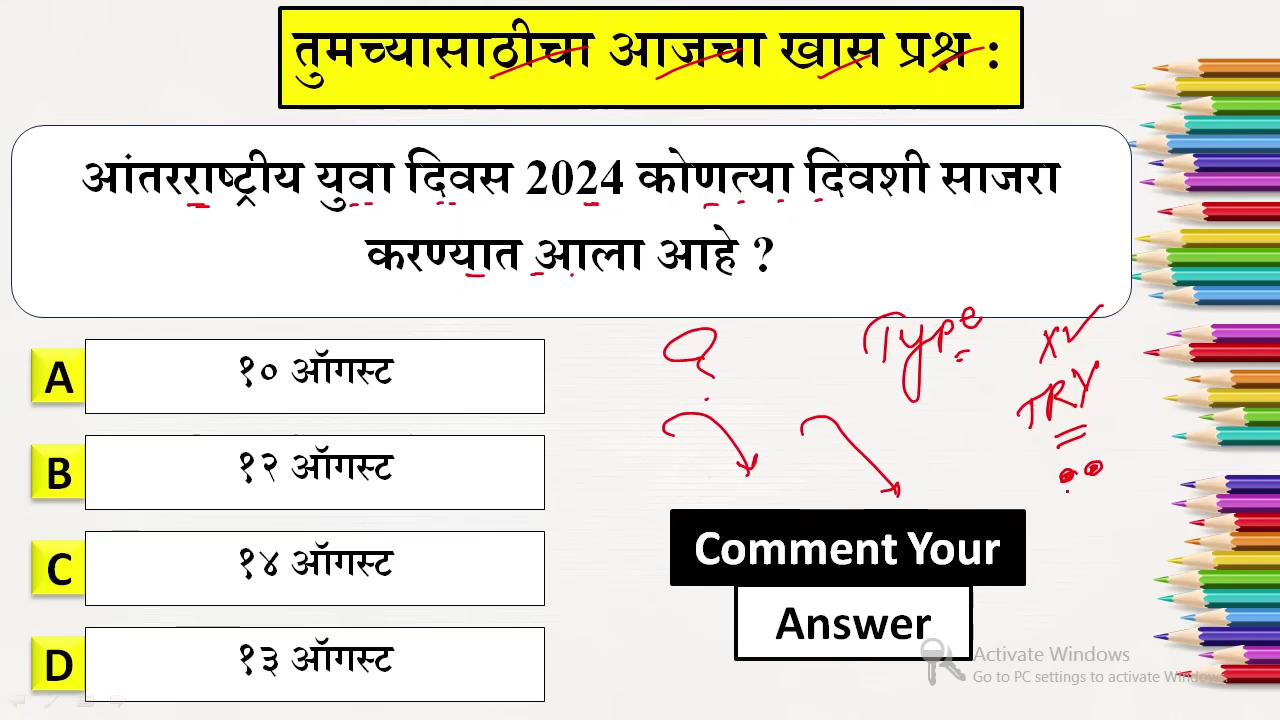 तुमच्यासाठीचा आजचा खास प्रश्न :
आंतरराष्ट्रीय युवा दिवस 2024 कोणत्या दिवशी साजरा
करण्यात आला आहे ?
A १० ऑगस्ट
B १२ ऑगस्ट
C १४ ऑगस्ट
D १३ ऑगस्ट
Type
TRY
Comment Your
Answer
Activate Windows
Go to PC settings to activate Windows.